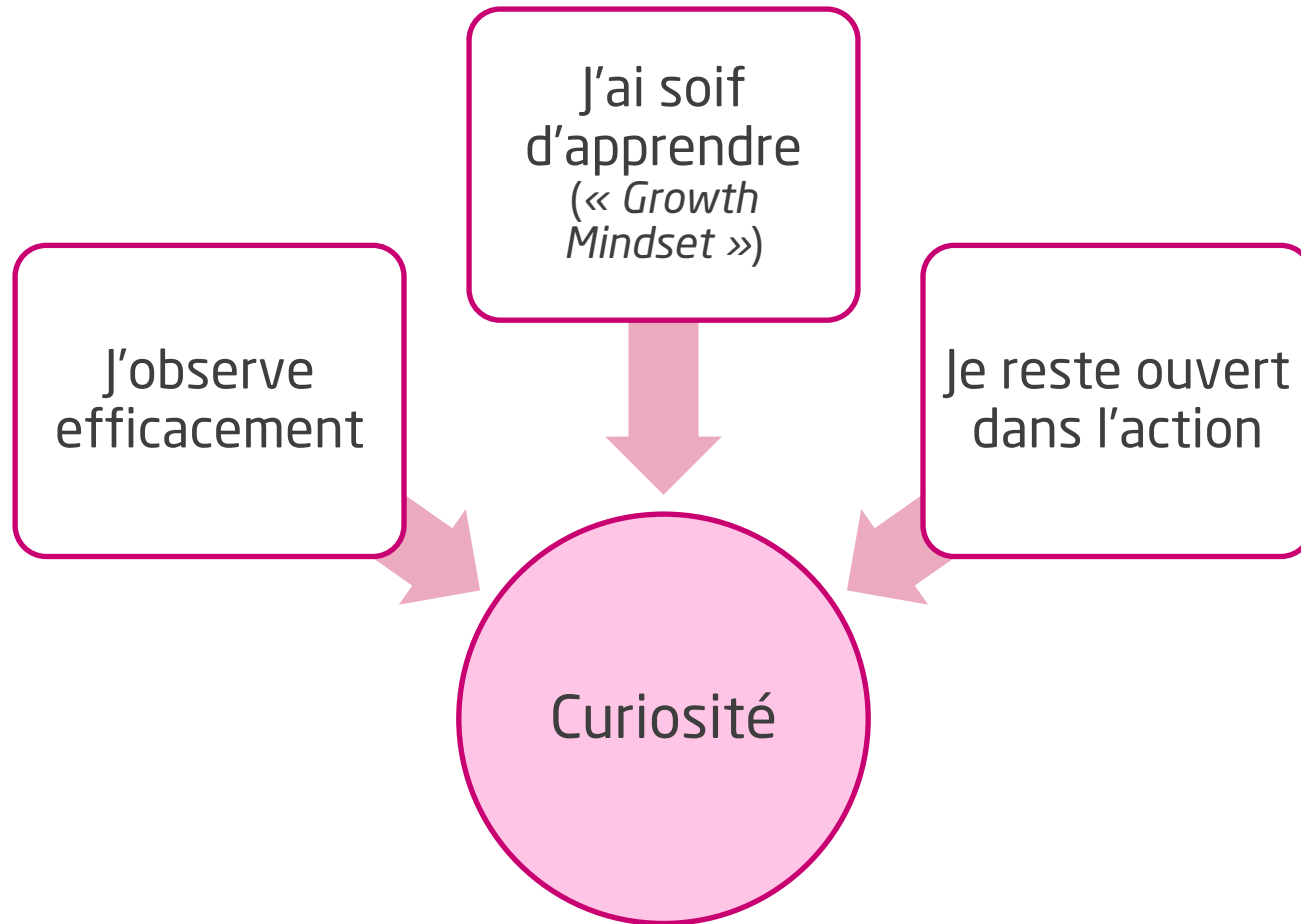 J'ai soif
d'apprendre
(« Growth
Mindset »)
J'observe
efficacement
Je reste ouvert
dans l'action
Curiosité